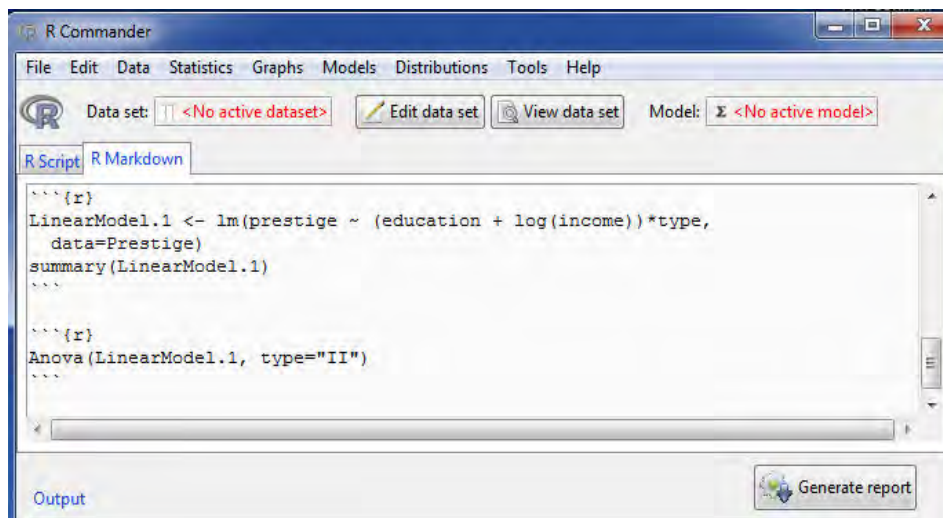 R Commander
File Edit Data Statistics Graphs Models Distributions Tools Help
R Data set: <No active dataset> Edit data set View data set Model: Σ <No active model>
R Script R Markdown
```{r}
LinearModel.1 <- lm(prestige ~ (education + log(income))*type,
  data=Prestige)
summary(LinearModel.1)
```
```{r}
Anova(LinearModel.1, type="II")
```
Output
Generate report